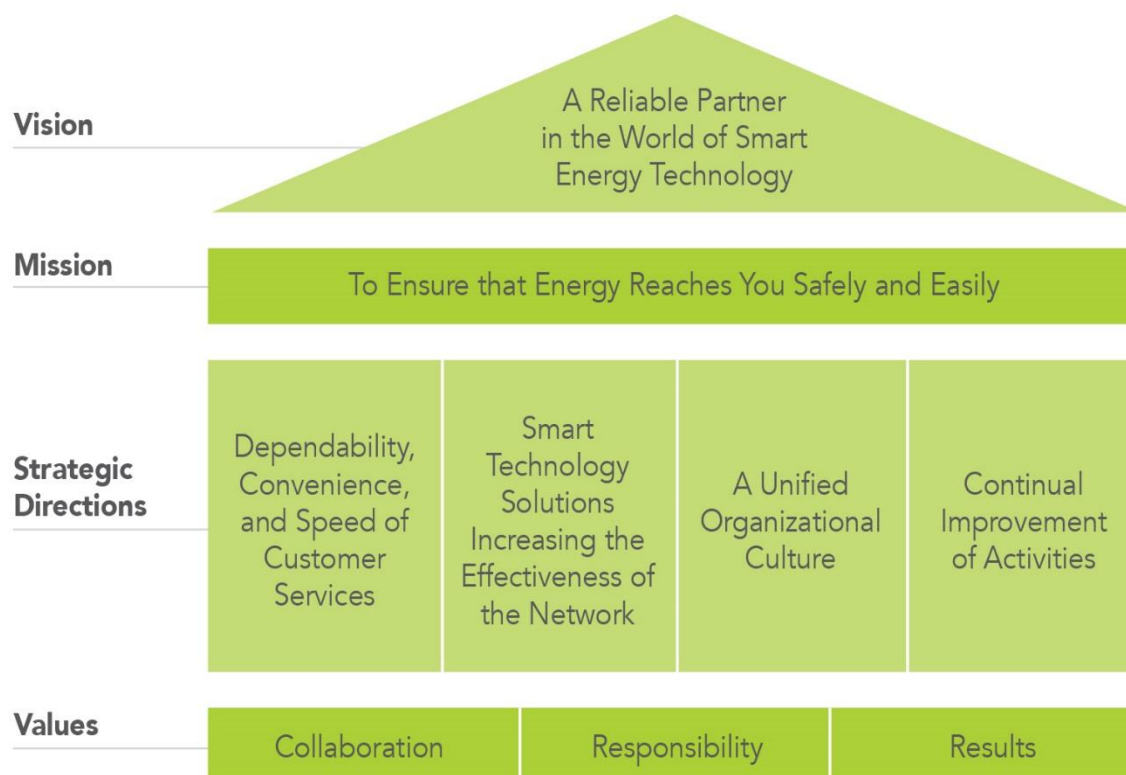 Vision
A Reliable Partner
in the World of Smart
Energy Technology
Mission
To Ensure that Energy Reaches You Safely and Easily
Strategic
Directions
Dependability,
Convenience,
and Speed of
Customer
Services
Smart
Technology
Solutions
Increasing the
Effectiveness of
the Network
A Unified
Organizational
Culture
Continual
Improvement
of Activities
Values
Collaboration
Responsibility
Results